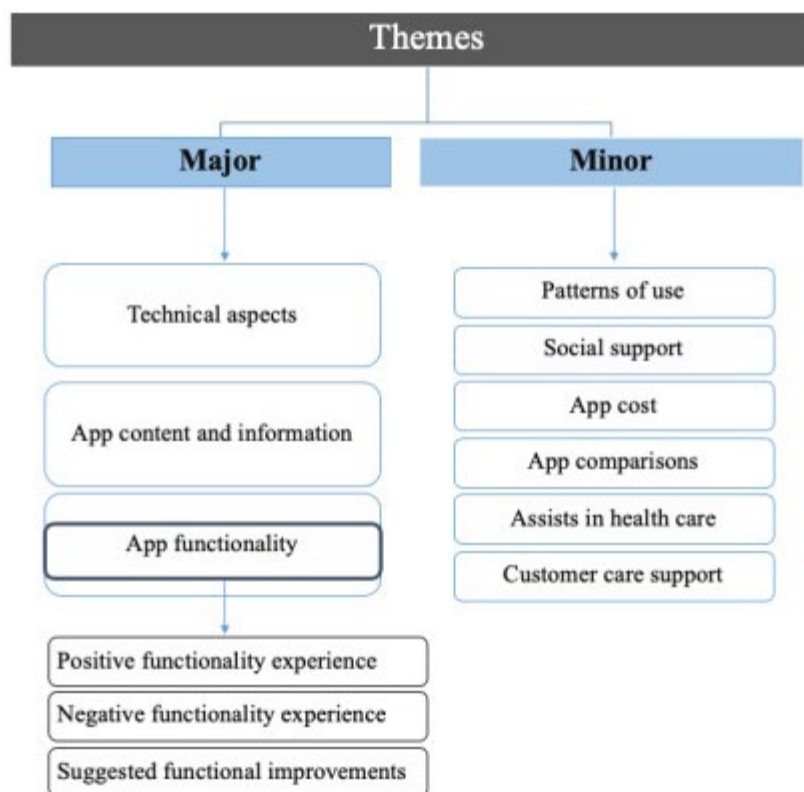 Themes
Major
Minor
Technical aspects
App content and information
App functionality
Positive functionality experience
Negative functionality experience
Suggested functional improvements
Patterns of use
Social support
App cost
App comparisons
Assists in health care
Customer care support